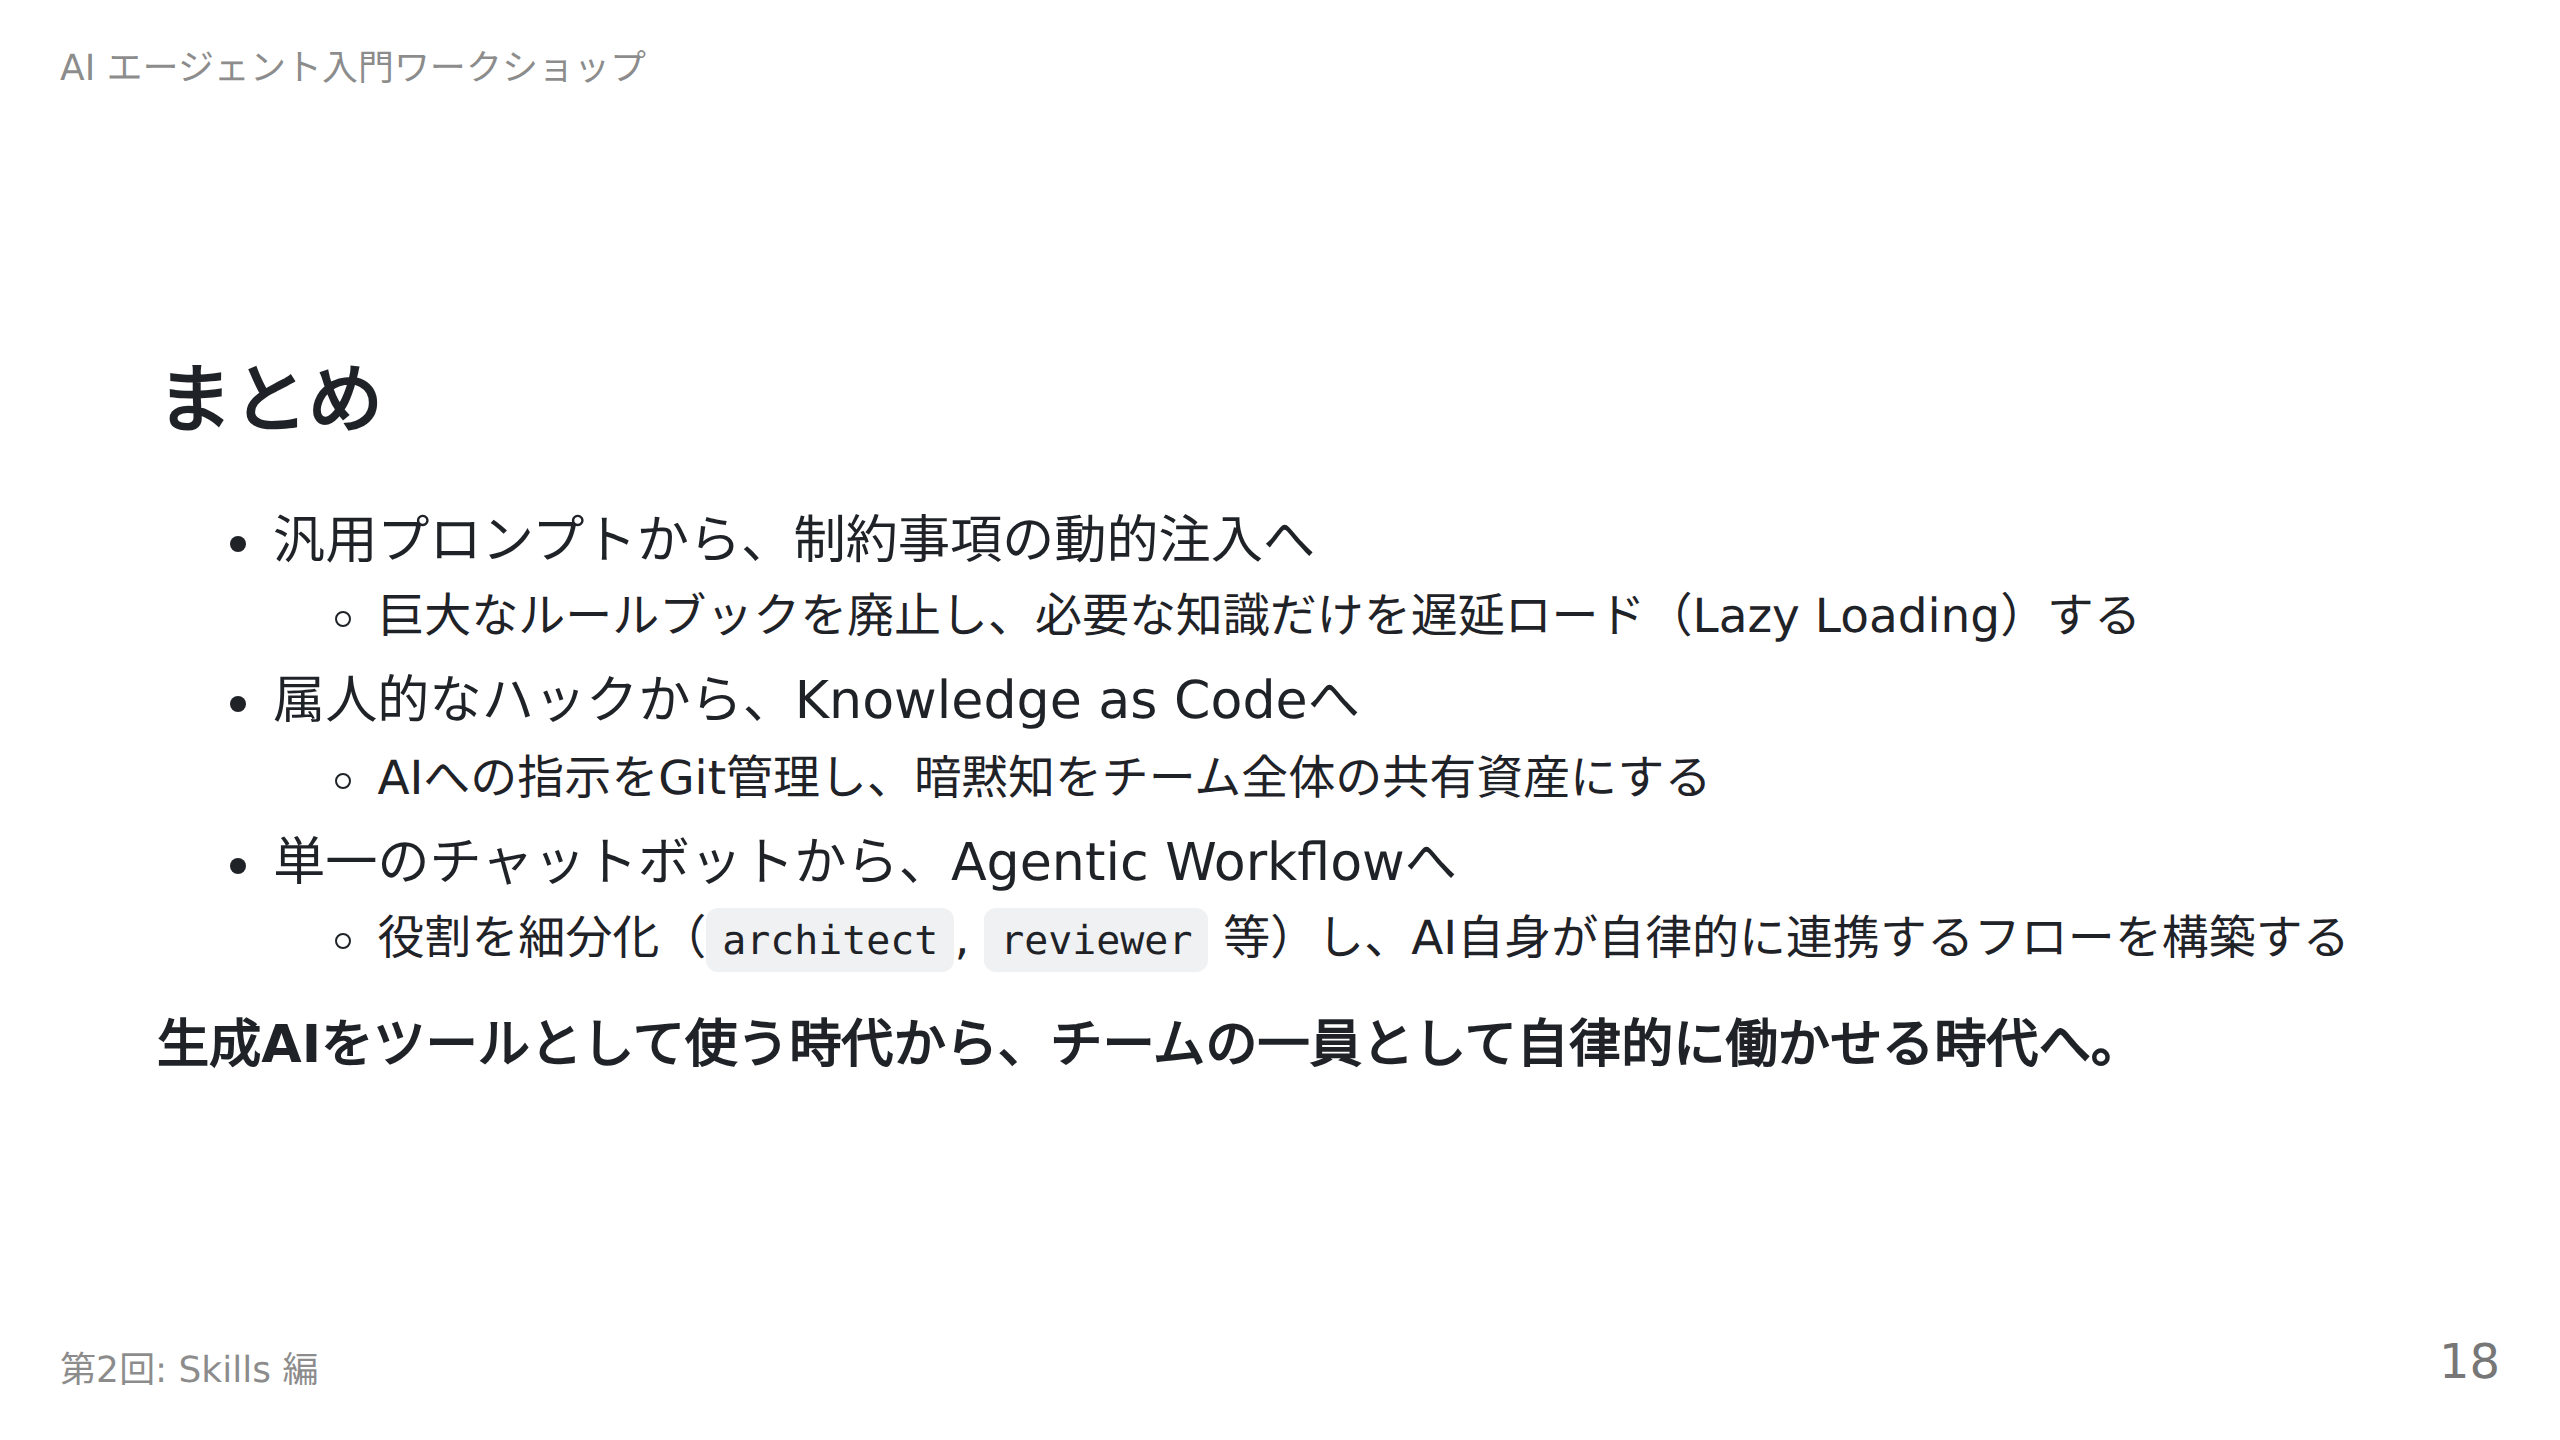 AI エージェント入門ワークショップ
まとめ
• 汎用プロンプトから、制約事項の動的注入へ
◦ 巨大なルールブックを廃止し、必要な知識だけを遅延ロード（Lazy Loading）する
• 属人的なハックから、Knowledge as Codeへ
◦ AIへの指示をGit管理し、暗黙知をチーム全体の共有資産にする
• 単一のチャットボットから、Agentic Workflowへ
◦ 役割を細分化（architect, reviewer 等）し、AI自身が自律的に連携するフローを構築する
生成AIをツールとして使う時代から、チームの一員として自律的に働かせる時代へ。
第2回: Skills 編
18